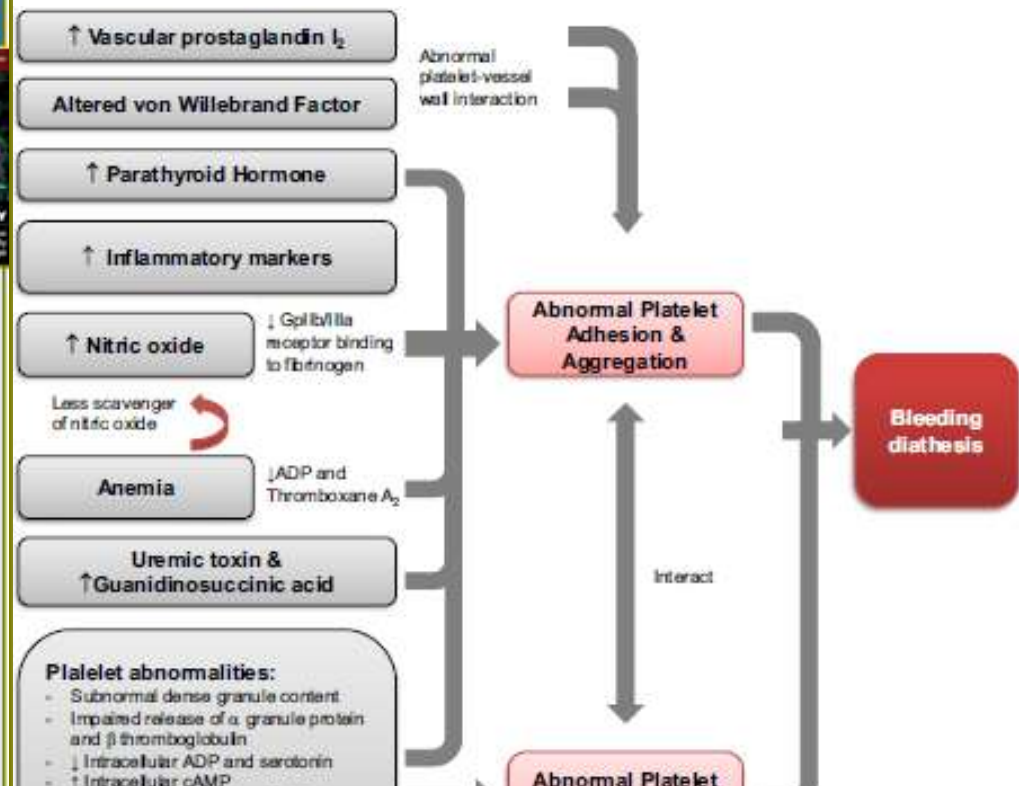 ↑ Vascular prostaglandin I₂
Abnormal
platelet-vessel
wall interaction
Altered von Willebrand Factor
↑ Parathyroid Hormone
↑ Inflammatory markers
↑ Nitric oxide
↓ GpIIb/IIIa
receptor binding
to fibrinogen
Abnormal Platelet
Adhesion &
Aggregation
Bleeding
diathesis
Less scavenger
of nitric oxide
Anemia
↓ADP and
Thromboxane A₂
Uremic toxin &
↑Guanidinosuccinic acid
Interact
Plalelet abnormalities:
- Subnormal dense granule content
- Impaired release of α granule protein
and β thromboglobulin
- ↓ Intracellular ADP and serotonin
- ↑ Intracellular cAMP
Abnormal Platelet